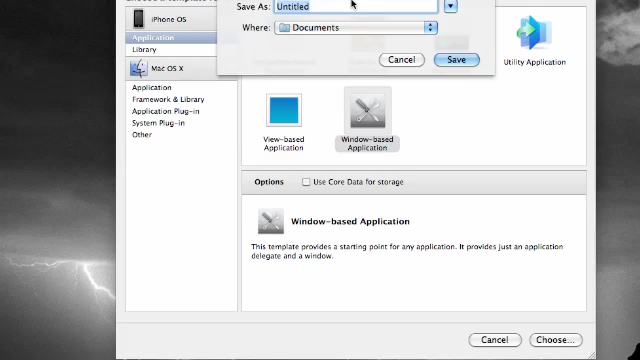 Save As: Untitled
iPhone OS
Where: Documents
Application
Library
Cancel Save
Utility Application
Mac OS X
Application
Framework & Library
Application Plug-in
System Plug-in
Other
View-based
Application
Window-based
Application
Options Use Core Data for storage
Window-based Application
This template provides a starting point for any application. It provides just an application
delegate and a window.
Cancel Choose...